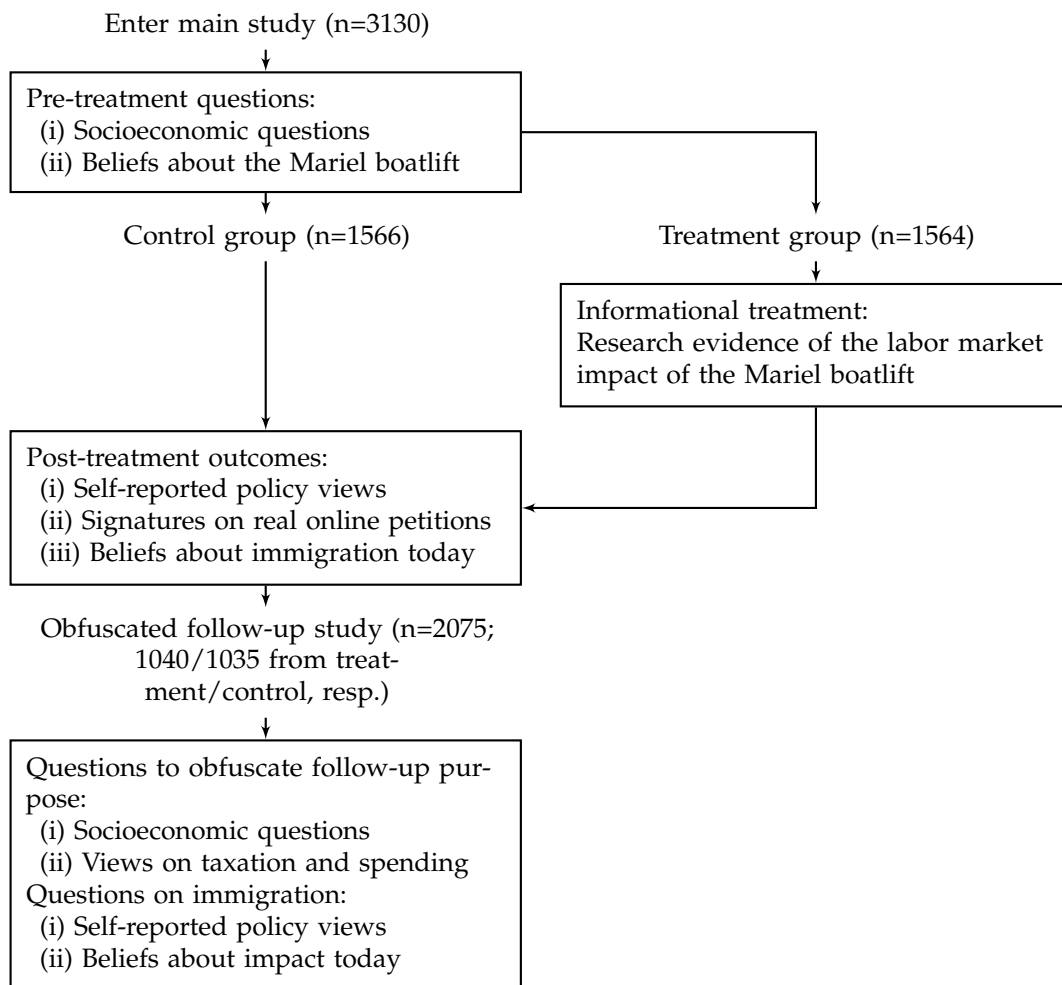 Enter main study (n=3130)
Pre-treatment questions:
(i) Socioeconomic questions
(ii) Beliefs about the Mariel boatlift
Control group (n=1566)
Treatment group (n=1564)
Informational treatment:
Research evidence of the labor market
impact of the Mariel boatlift
Post-treatment outcomes:
(i) Self-reported policy views
(ii) Signatures on real online petitions
(iii) Beliefs about immigration today
Obfuscated follow-up study (n=2075;
1040/1035 from treat-
ment/control, resp.)
Questions to obfuscate follow-up pur-
pose:
(i) Socioeconomic questions
(ii) Views on taxation and spending
Questions on immigration:
(i) Self-reported policy views
(ii) Beliefs about impact today